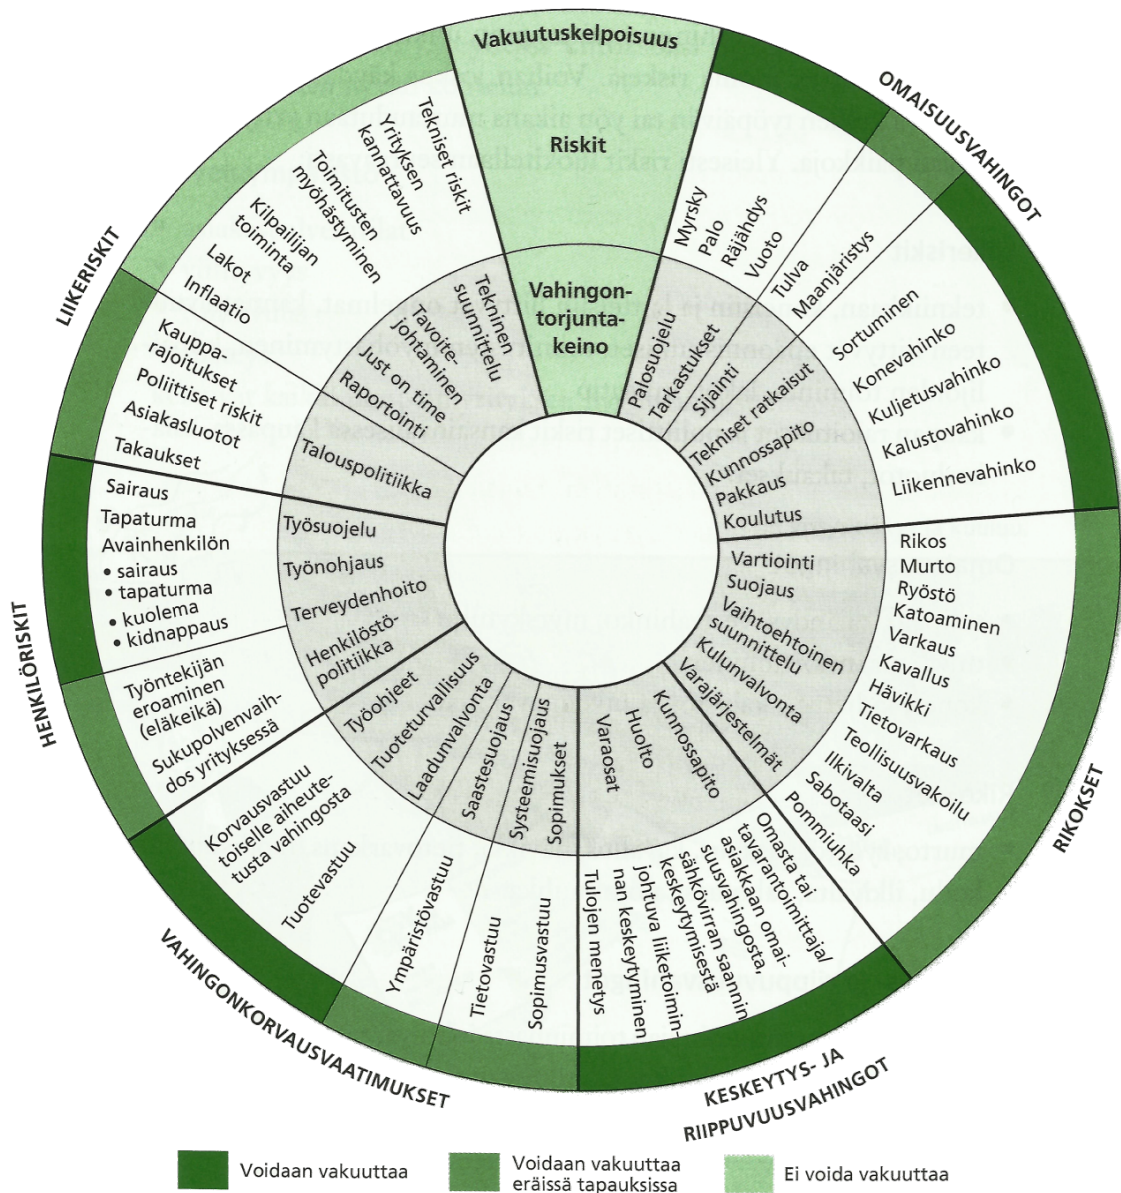 Vakuutuskelpoisuus
Riskit
Vahingon-
torjunta-
keino
OMAISUUSVAHINGOT
Myrsky
Palo
Räjähdys
Vuoto
Tulva
Maanjäristys
Sortuminen
Konevahinko
Kuljetusvahinko
Kalustovahinko
Liikennevahinko
Palosuojelu
Tarkastukset
Sijainti
Tekniset ratkaisut
Kunnossapito
Pakkaus
Koulutus
RIKOKSET
Rikos
Murto
Ryöstö
Katoaminen
Varkaus
Kavallus
Hävikki
Tietovarkaus
Teollisuusvakoilu
Ilkivalta
Sabotaasi
Pommiuhka
Vartiointi
Suojaus
Vaihtoehtoinen
suunnittelu
Kulunvalvonta
Varajärjestelmät
KESKEYTYS- JA
RIIPPUVUUSVAHINGOT
Omasta tai
tavarantoimittaja/
asiakkaan omai-
suusvahingosta,
sähkövirran saannin
keskeytymisestä
johtuva liiketoimin-
nan keskeytyminen
Tulojen menetys
Kunnossapito
Huolto
Varaosat
VAHINGONKORVAUSVAATIMUKSET
Sopimusvastuu
Tietovastuu
Ympäristövastuu
Tuotevastuu
Korvausvastuu
toiselle aiheute-
tusta vahingosta
Sopimukset
Systeemisuojaus
Saastesuojaus
Laadunvalvonta
Tuoteturvallisuus
Työohjeet
HENKILÖRISKIT
Sairaus
Tapaturma
Avainhenkilön
• sairaus
• tapaturma
• kuolema
• kidnappaus
Työntekijän
eroaminen
(eläkeikä)
Sukupolvenvaih-
dos yrityksessä
Työsuojelu
Työnohjaus
Terveydenhoito
Henkilöstö-
politiikka
LIIKERISKIT
Tekniset riskit
Yrityksen
kannattavuus
Toimitusten
myöhästyminen
Kilpailijan
toiminta
Lakot
Inflaatio
Kauppa-
rajoitukset
Poliittiset riskit
Asiakasluotot
Takaukset
Tekninen
suunnittelu
Tavoite-
johtaminen
Just on time
Raportointi
Talouspolitiikka
Voidaan vakuuttaa
Voidaan vakuuttaa
eräissä tapauksissa
Ei voida vakuuttaa